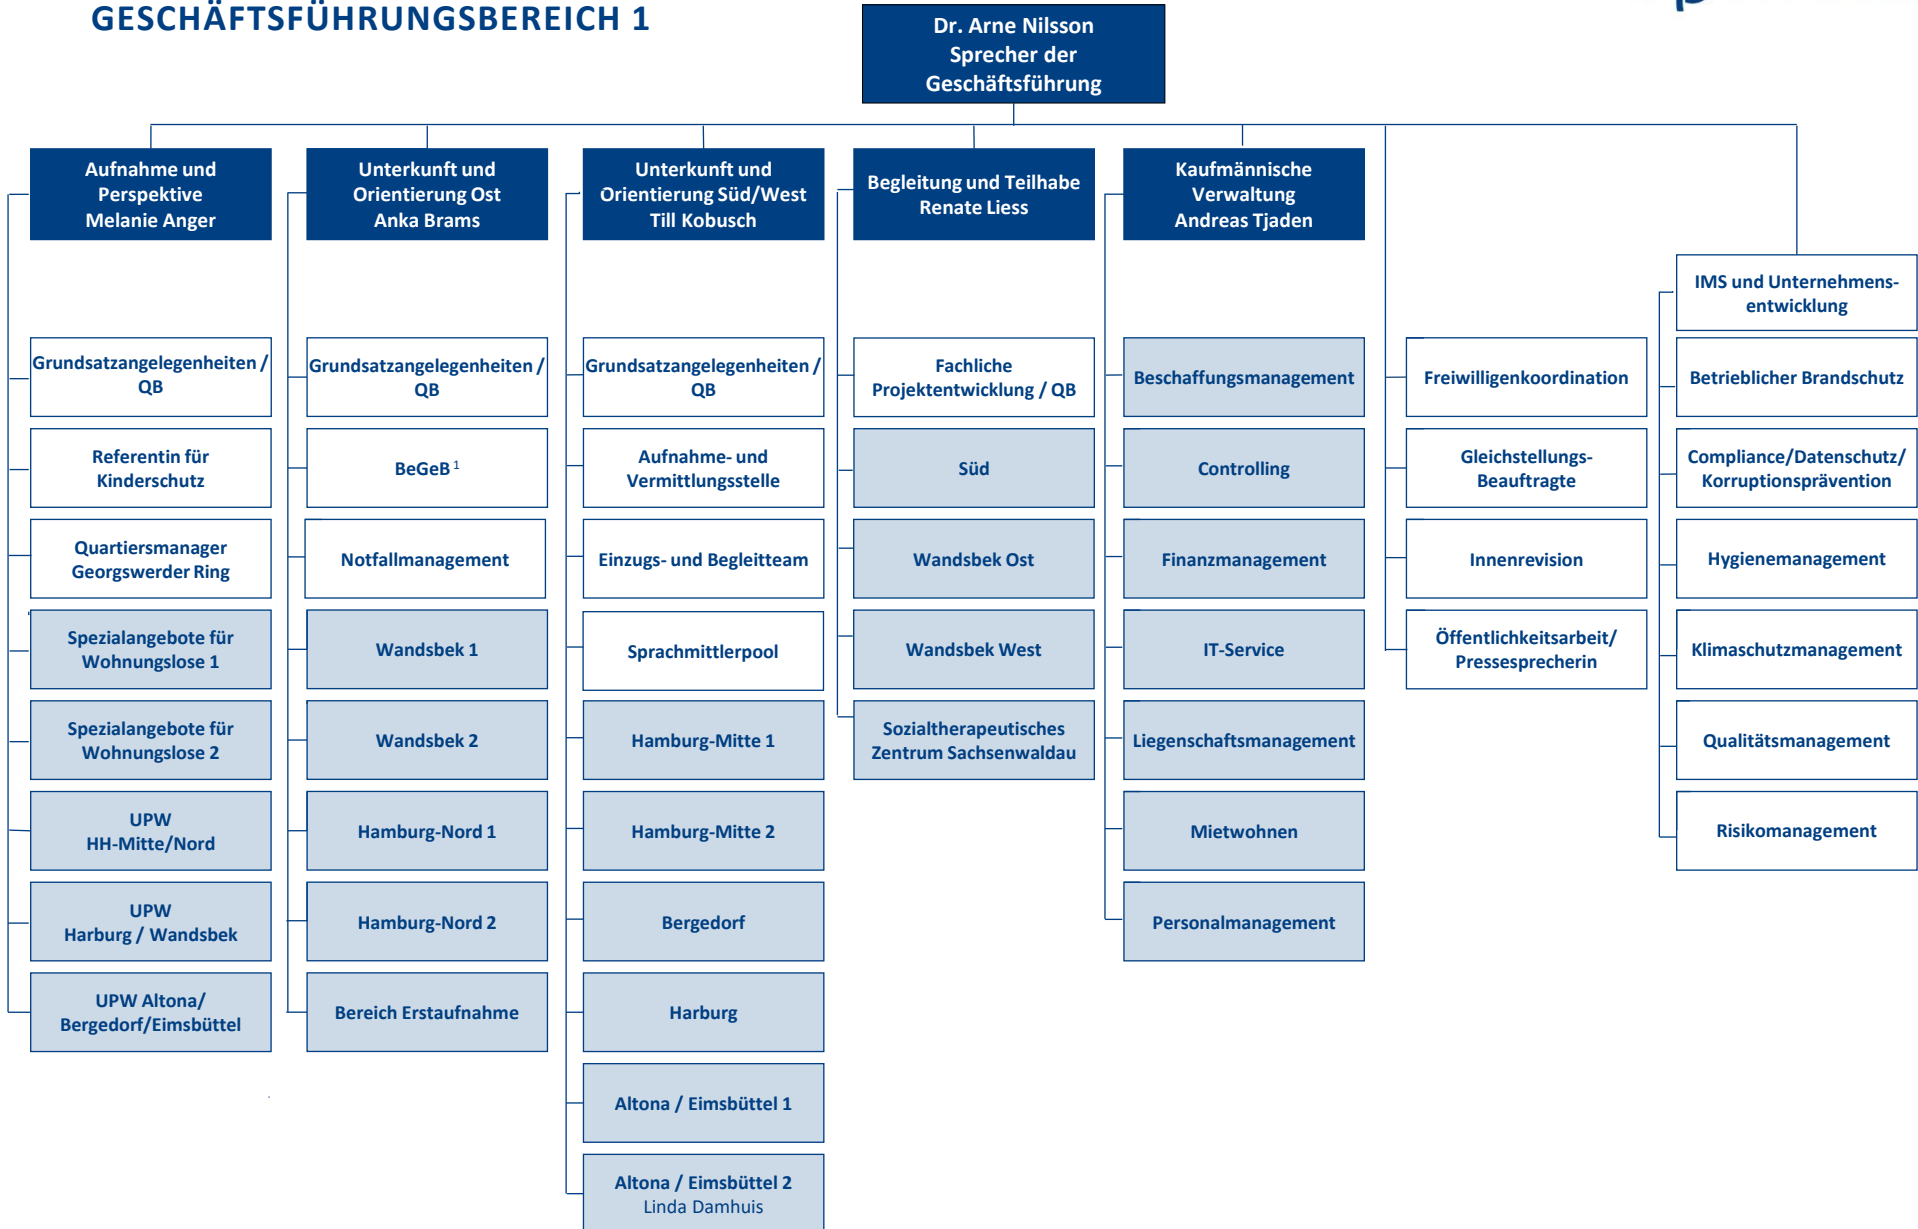 GESCHÄFTSFÜHRUNGSBEREICH 1
Dr. Arne Nilsson
Sprecher der
Geschäftsführung
Aufnahme und
Perspektive
Melanie Anger
Unterkunft und
Orientierung Ost
Anka Brams
Unterkunft und
Orientierung Süd/West
Till Kobusch
Begleitung und Teilhabe
Renate Liess
Kaufmännische
Verwaltung
Andreas Tjaden
Grundsatzangelegenheiten /
QB
Referentin für
Kinderschutz
Quartiersmanager
Georgswerder Ring
Spezialangebote für
Wohnungslose 1
Spezialangebote für
Wohnungslose 2
UPW
HH-Mitte/Nord
UPW
Harburg / Wandsbek
UPW Altona/
Bergedorf/Eimsbüttel
Grundsatzangelegenheiten /
QB
BeGeB 1
Notfallmanagement
Wandsbek 1
Wandsbek 2
Hamburg-Nord 1
Hamburg-Nord 2
Bereich Erstaufnahme
Grundsatzangelegenheiten /
QB
Aufnahme- und
Vermittlungsstelle
Einzugs- und Begleitteam
Sprachmittlerpool
Hamburg-Mitte 1
Hamburg-Mitte 2
Bergedorf
Harburg
Altona / Eimsbüttel 1
Altona / Eimsbüttel 2
Linda Damhuis
Fachliche
Projektentwicklung / QB
Süd
Wandsbek Ost
Wandsbek West
Sozialtherapeutisches
Zentrum Sachsenwaldau
Beschaffungsmanagement
Controlling
Finanzmanagement
IT-Service
Liegenschaftsmanagement
Mietwohnen
Personalmanagement
Freiwilligenkoordination
Gleichstellungs-
Beauftragte
Innenrevision
Öffentlichkeitsarbeit/
Pressesprecherin
IMS und Unternehmens-
entwicklung
Betrieblicher Brandschutz
Compliance/Datenschutz/
Korruptionsprävention
Hygienemanagement
Klimaschutzmanagement
Qualitätsmanagement
Risikomanagement